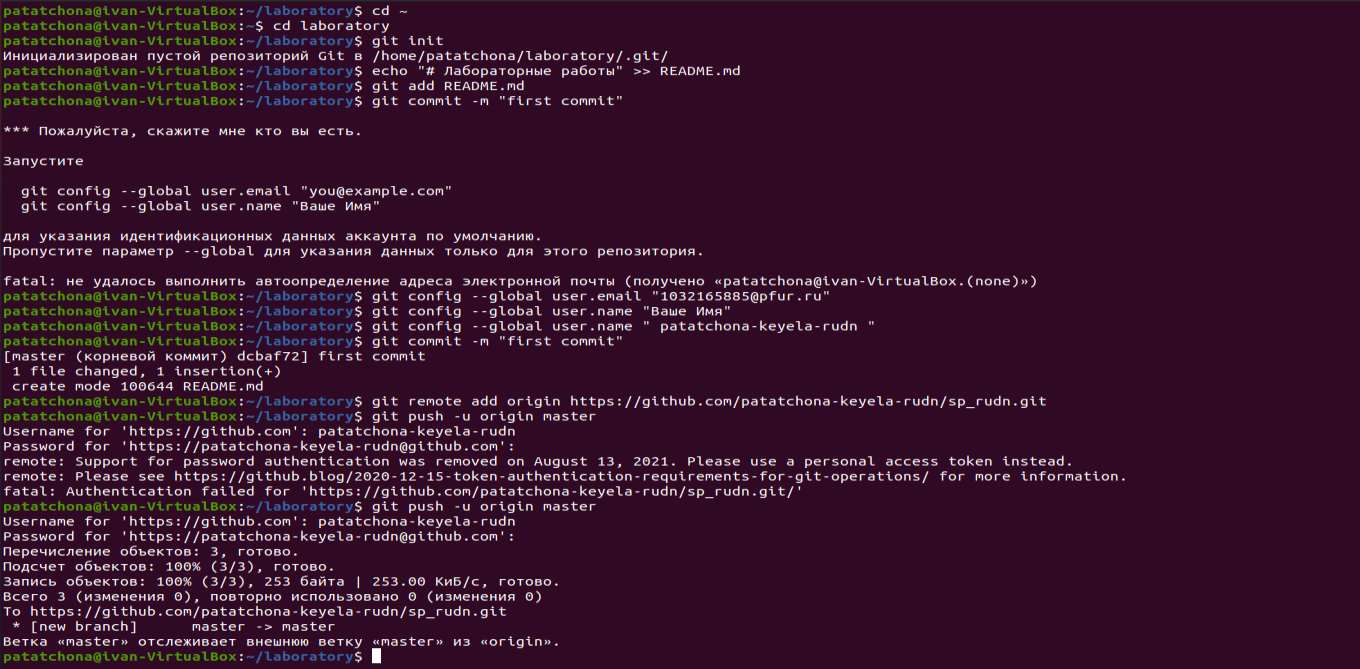 patatchona@ivan-VirtualBox:~/laboratory$ cd ~
patatchona@ivan-VirtualBox:~$ cd laboratory
patatchona@ivan-VirtualBox:~/laboratory$ git init
Инициализирован пустой репозиторий Git в /home/patatchona/laboratory/.git/
patatchona@ivan-VirtualBox:~/laboratory$ echo "# Лабораторные работы" >> README.md
patatchona@ivan-VirtualBox:~/laboratory$ git add README.md
patatchona@ivan-VirtualBox:~/laboratory$ git commit -m "first commit"
*** Пожалуйста, скажите мне кто вы есть.
Запустите
git config --global user.email "you@example.com"
git config --global user.name "Ваше Имя"
для указания идентификационных данных аккаунта по умолчанию.
Пропустите параметр --global для указания данных только для этого репозитория.
fatal: не удалось выполнить автоопределение адреса электронной почты (получено «patatchona@ivan-VirtualBox.(none)»)
patatchona@ivan-VirtualBox:~/laboratory$ git config --global user.email "1032165885@pfur.ru"
patatchona@ivan-VirtualBox:~/laboratory$ git config --global user.name "Ваше Имя"
patatchona@ivan-VirtualBox:~/laboratory$ git config --global user.name " patatchona-keyela-rudn "
patatchona@ivan-VirtualBox:~/laboratory$ git commit -m "first commit"
[master (корневой коммит) dcbaf72] first commit
1 file changed, 1 insertion(+)
create mode 100644 README.md
patatchona@ivan-VirtualBox:~/laboratory$ git remote add origin https://github.com/patatchona-keyela-rudn/sp_rudn.git
patatchona@ivan-VirtualBox:~/laboratory$ git push -u origin master
Username for 'https://github.com': patatchona-keyela-rudn
Password for 'https://patatchona-keyela-rudn@github.com':
remote: Support for password authentication was removed on August 13, 2021. Please use a personal access token instead.
remote: Please see https://github.blog/2020-12-15-token-authentication-requirements-for-git-operations/ for more information.
fatal: Authentication failed for 'https://github.com/patatchona-keyela-rudn/sp_rudn.git/'
patatchona@ivan-VirtualBox:~/laboratory$ git push -u origin master
Username for 'https://github.com': patatchona-keyela-rudn
Password for 'https://patatchona-keyela-rudn@github.com':
Перечисление объектов: 3, готово.
Подсчет объектов: 100% (3/3), готово.
Запись объектов: 100% (3/3), 253 байта | 253.00 КиБ/с, готово.
Всего 3 (изменения 0), повторно использовано 0 (изменения 0)
To https://github.com/patatchona-keyela-rudn/sp_rudn.git
* [new branch]      master -> master
Ветка «master» отслеживает внешнюю ветку «master» из «origin».
patatchona@ivan-VirtualBox:~/laboratory$